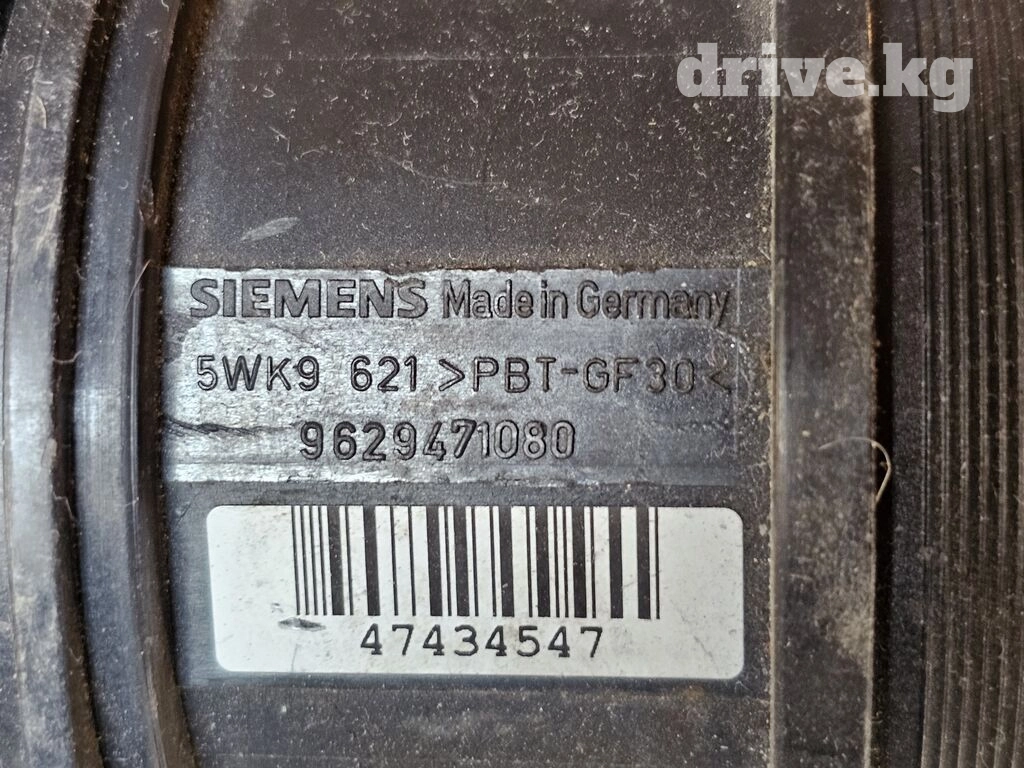 drive.kg
SIEMENS Made in Germany
5WK9 621 >PBT-GF30<
9629471080
47434547